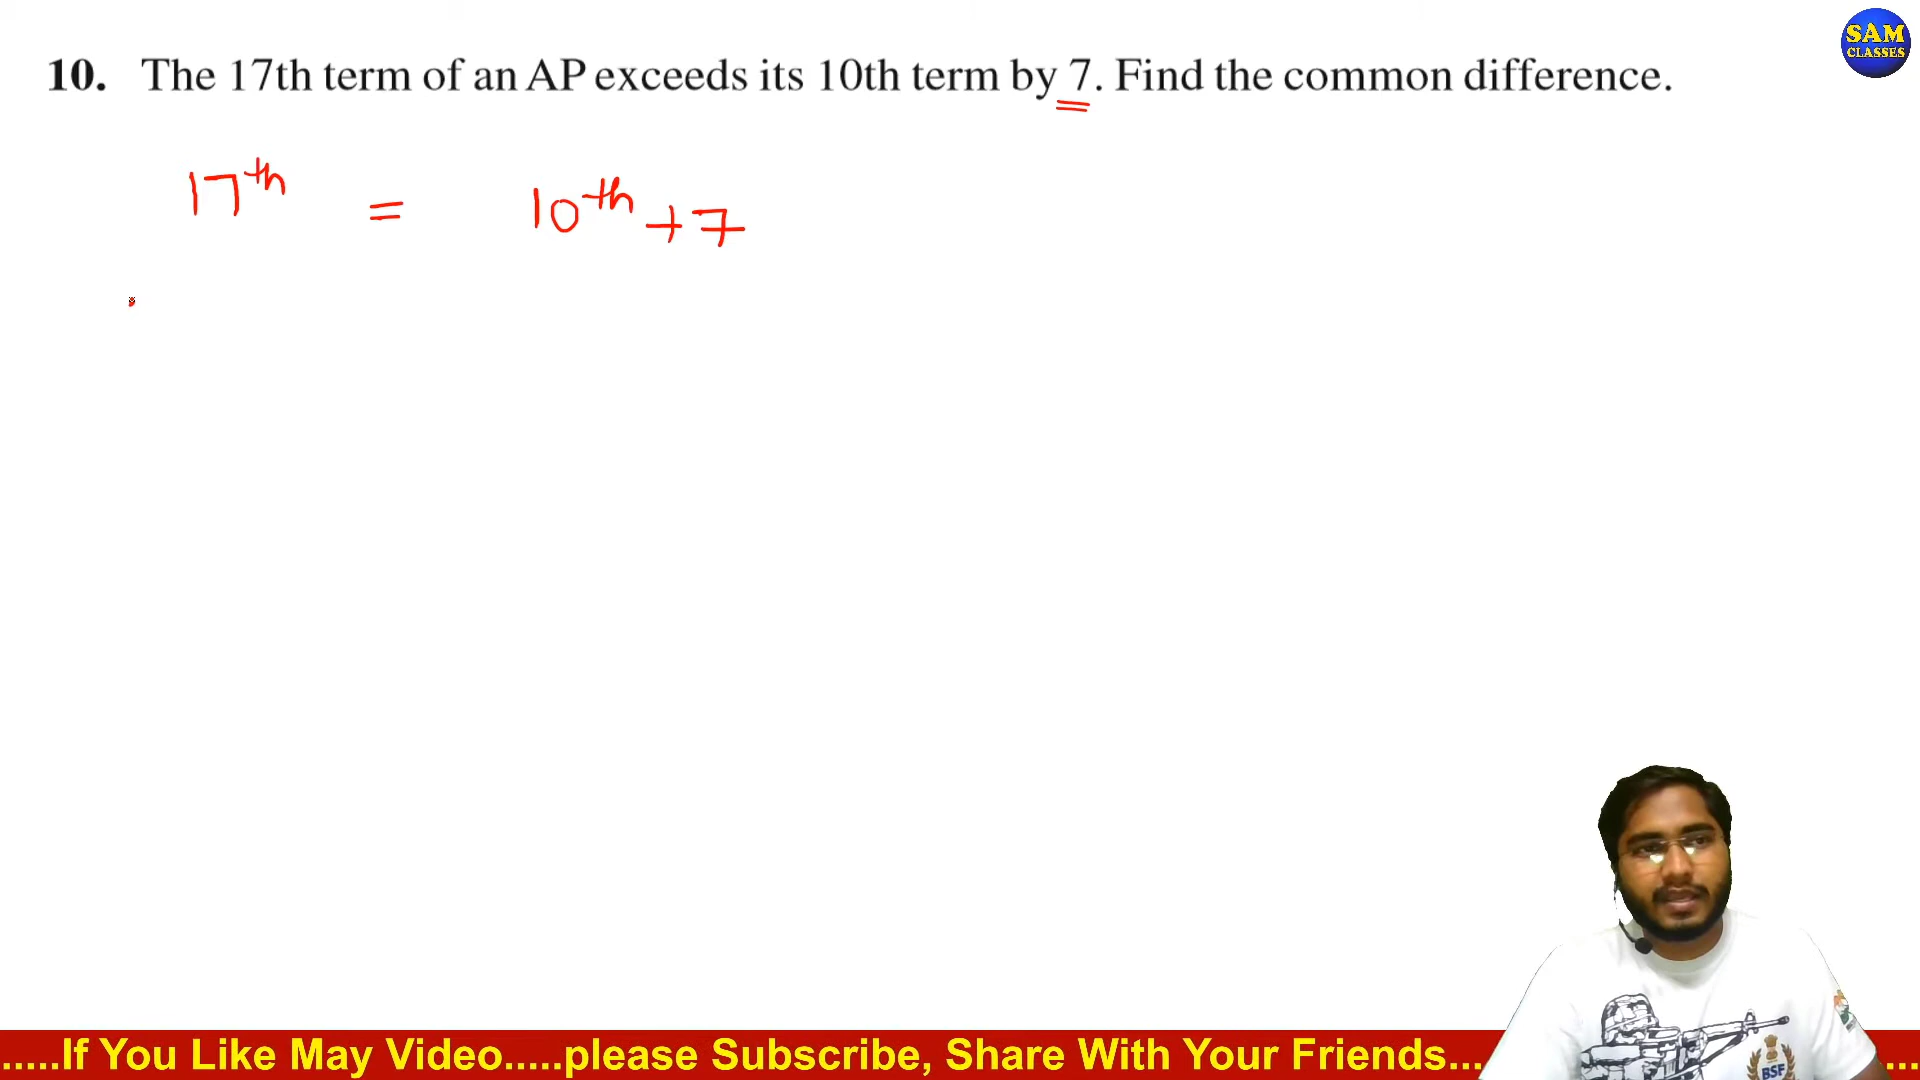 SAM
CLASSES
10. The 17th term of an AP exceeds its 10th term by 7. Find the common difference.
17th = 10th + 7
.....If You Like May Video.....please Subscribe, Share With Your Friends... ...
BSF